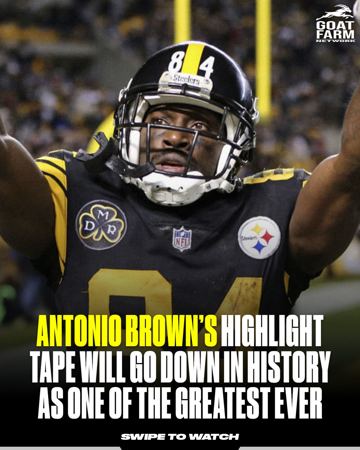 GOAT
FARM
NETWORK
84
Steelers
DMR
NFL
Steelers
84
ANTONIO BROWN'S HIGHLIGHT
TAPE WILL GO DOWN IN HISTORY
AS ONE OF THE GREATEST EVER
SWIPE TO WATCH